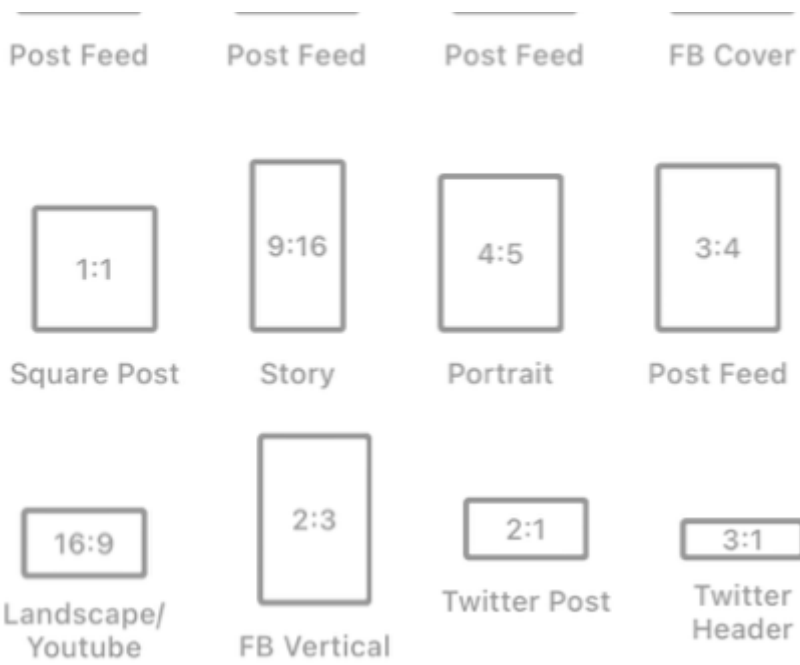 Post Feed
Post Feed
Post Feed
FB Cover
1:1
9:16
4:5
3:4
Square Post
Story
Portrait
Post Feed
16:9
2:3
2:1
3:1
Landscape/
Youtube
FB Vertical
Twitter Post
Twitter
Header